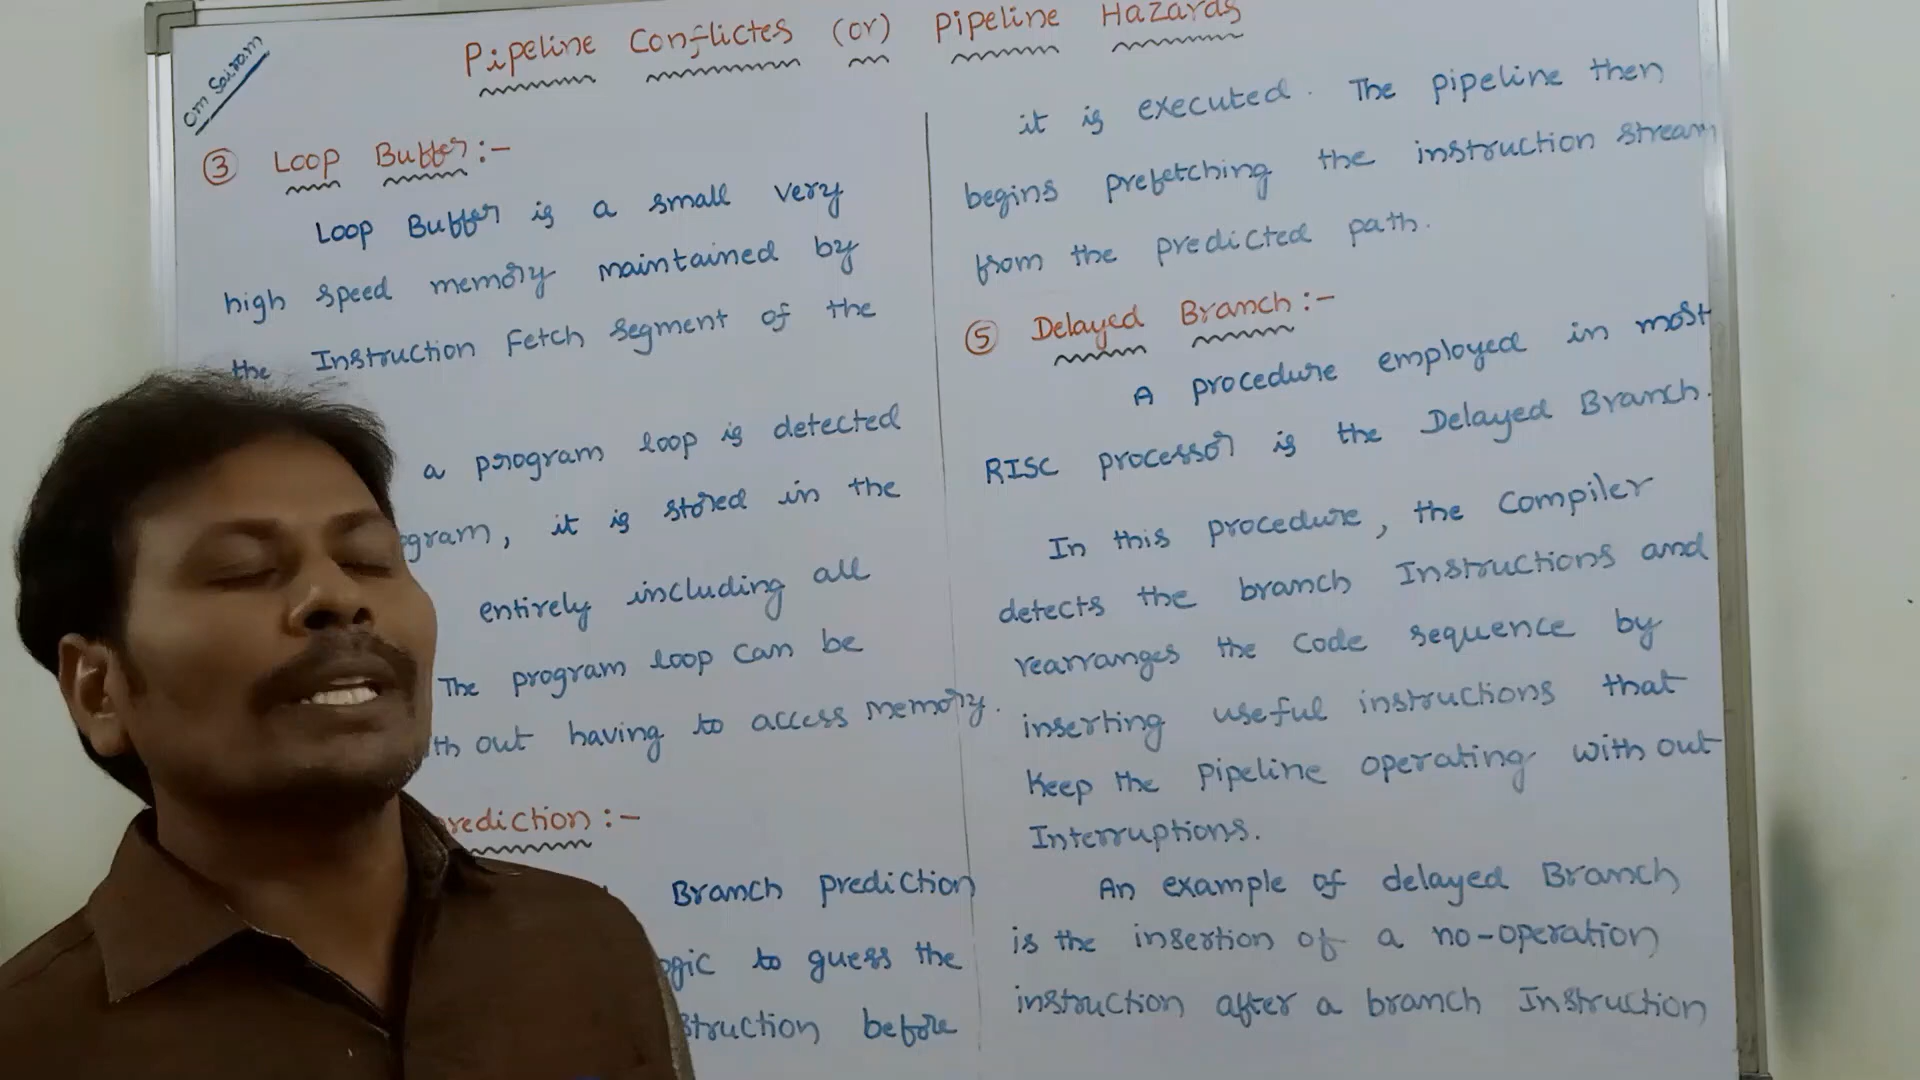 Om Sairam
Pipeline Conflictes (or) Pipeline Hazards
③ Loop Buffer :-
Loop Buffer is a small very
high speed memory maintained by
the Instruction Fetch segment of the
a program loop is detected
gram, it is stored in the
entirely including all
The program loop can be
th out having to access memory.
rediction :-
Branch prediction
ogic to guess the
struction before
it is executed. The pipeline then
begins prefetching the instruction stream
from the predicted path.
⑤ Delayed Branch :-
A procedure employed in most
RISC processor is the Delayed Branch.
In this procedure, the compiler
detects the branch Instructions and
rearranges the code sequence by
inserting useful instructions that
keep the pipeline operating with out
Interruptions.
An example of delayed Branch
is the insertion of a no-operation
instruction after a branch Instruction